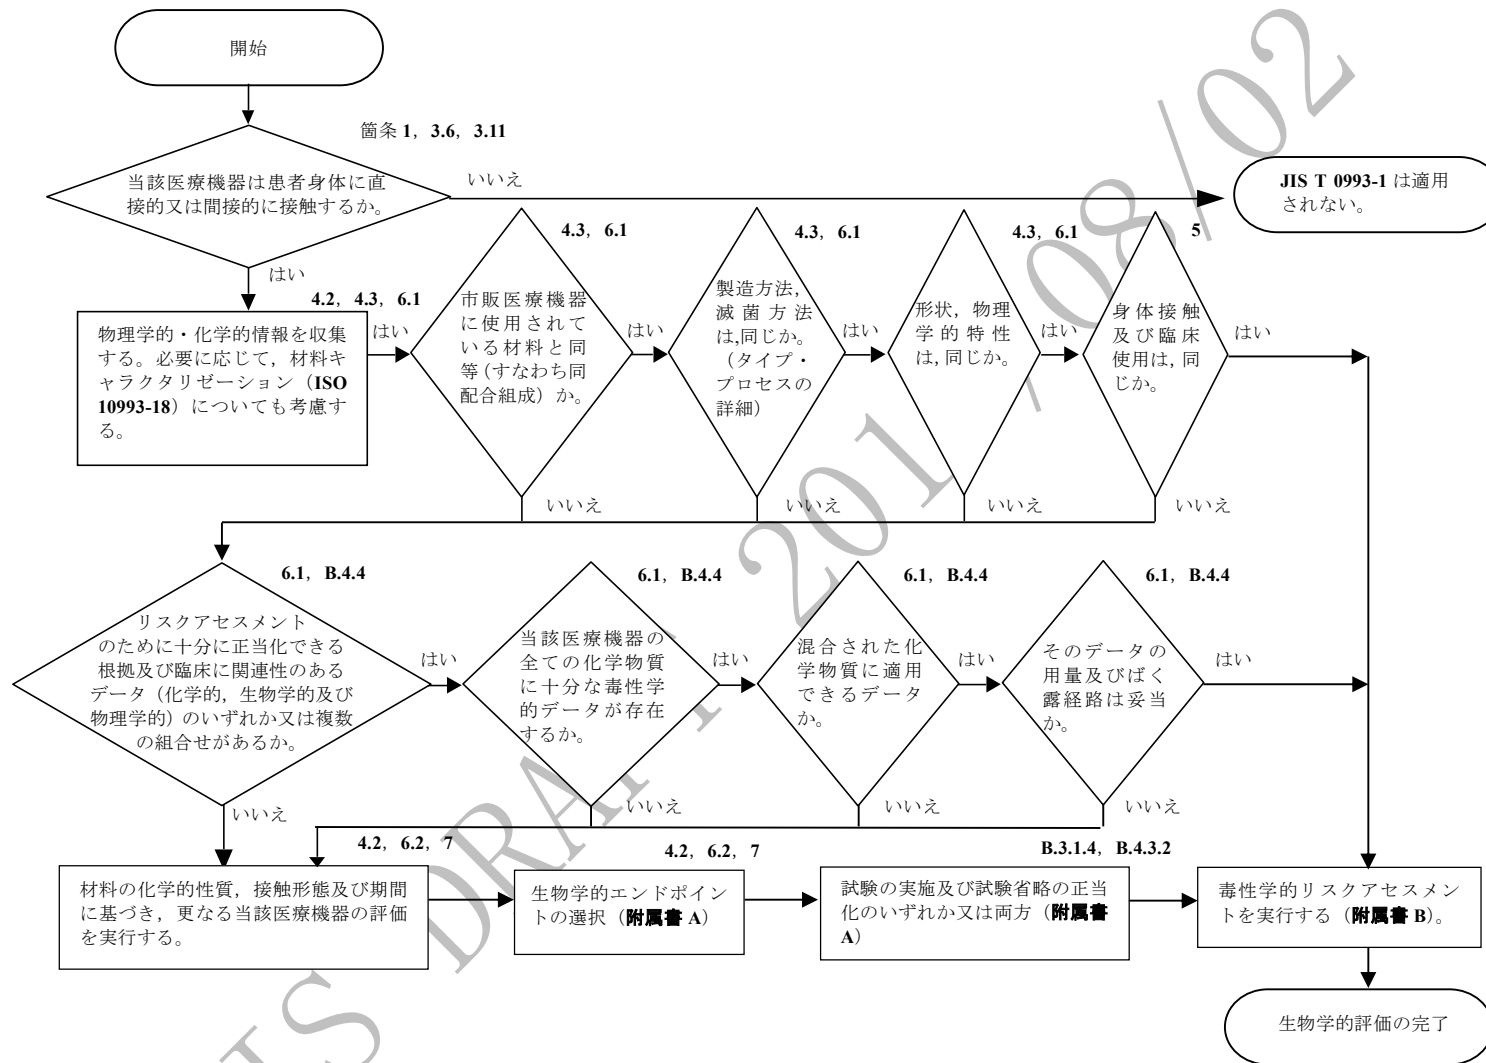 開始
箇条 1，3.6，3.11
当該医療機器は患者身体に直
接的又は間接的に接触するか。
いいえ
JIS T 0993-1 は適用
されない。
はい
4.2，4.3，6.1
物理学的・化学的情報を収集
する。必要に応じて，材料キ
ャラクタリゼーション（ISO
10993-18）についても考慮す
る。
はい
4.3，6.1
市販医療機器
に使用されて
いる材料と同
等(すなわち同
配合組成）か。
はい
4.3，6.1
製造方法，
滅菌方法
は,同じか。
（タイプ・
プロセスの
詳細）
はい
4.3，6.1
形状，物理
学的特性
は，同じか。
はい
5
身体接触
及び臨床
使用は，同
じか。
はい
いいえ
いいえ
いいえ
いいえ
6.1，B.4.4
リスクアセスメント
のために十分に正当化できる
根拠及び臨床に関連性のある
データ（化学的，生物学的及び
物理学的）のいずれか又は複数
の組合せがあるか。
はい
6.1，B.4.4
当該医療機器の
全ての化学物質
に十分な毒性学
的データが存在
するか。
はい
6.1，B.4.4
混合された化
学物質に適用
できるデータ
か。
はい
6.1，B.4.4
そのデータの
用量及びばく
露経路は妥当
か。
はい
いいえ
いいえ
いいえ
いいえ
4.2，6.2，7
材料の化学的性質，接触形態及び期間
に基づき，更なる当該医療機器の評価
を実行する。
4.2，6.2，7
生物学的エンドポイン
トの選択（附属書 A）
B.3.1.4，B.4.3.2
試験の実施及び試験省略の正当
化のいずれか又は両方（附属書
A）
毒性学的リスクアセスメン
トを実行する（附属書 B）。
生物学的評価の完了